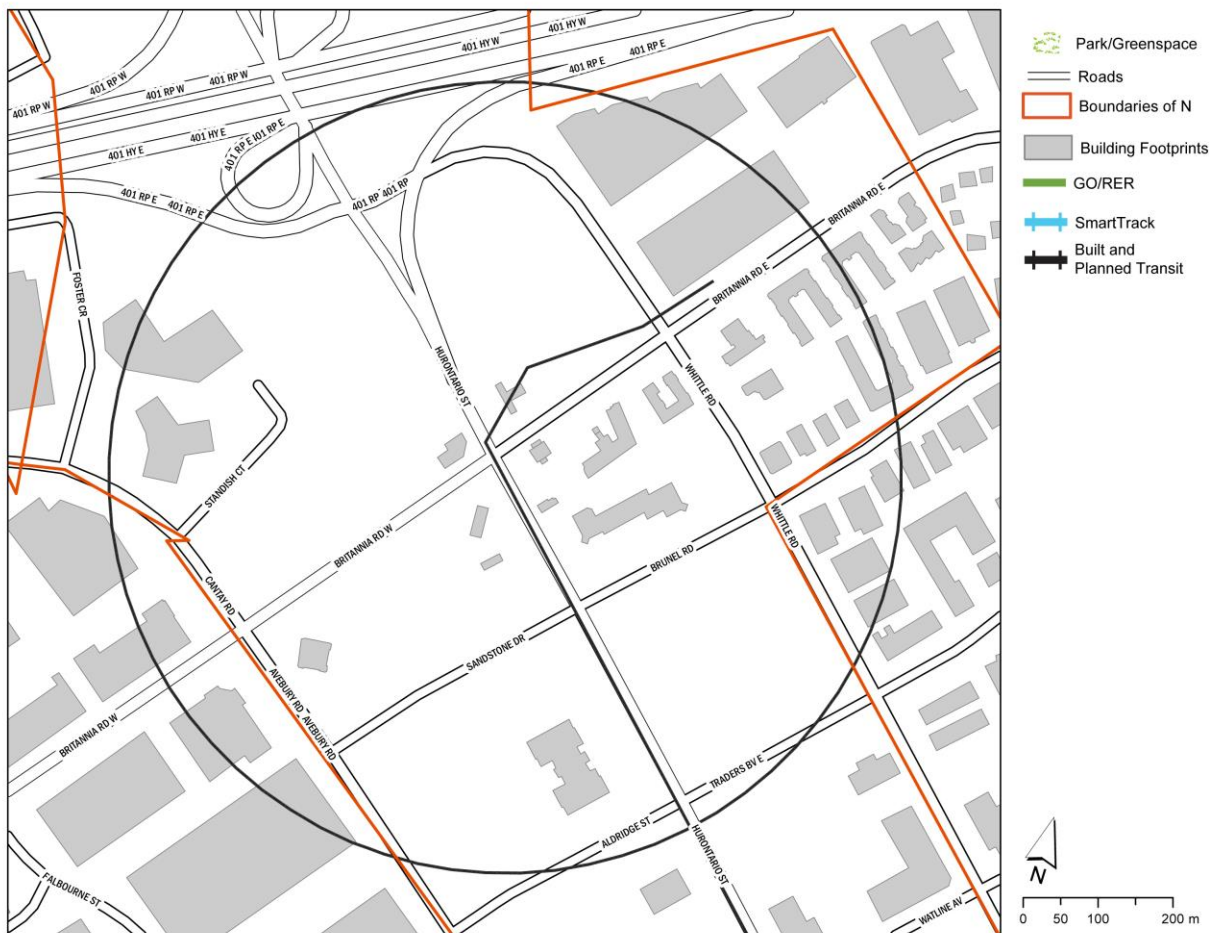 401 HY W
401 HY W
401 HY W
401 RP W
401 RP W
401 RP W
401 RP W
401 RP E
401 RP E
401 HY E
401 HY E
401 RP E
401 RP E
401 RP E
401 RP E
401 RP
401 RP
FOSTER CR
HURONTARIO ST
BRITANNIA RD E
BRITANNIA RD E
WHITTLE RD
STANDISH CT
BRITANNIA RD W
WHITTLE RD
BRUNEL RD
CANTAY RD
SANDSTONE DR
AVEBURY RD
AVEBURY RD
BRITANNIA RD W
TRADERS BV E
ALDRIDGE ST
HURONTARIO ST
FALBOURNE ST
WATLINE AV
Park/Greenspace
Roads
Boundaries of N
Building Footprints
GO/RER
SmartTrack
Built and
Planned Transit
N
0 50 100 200 m